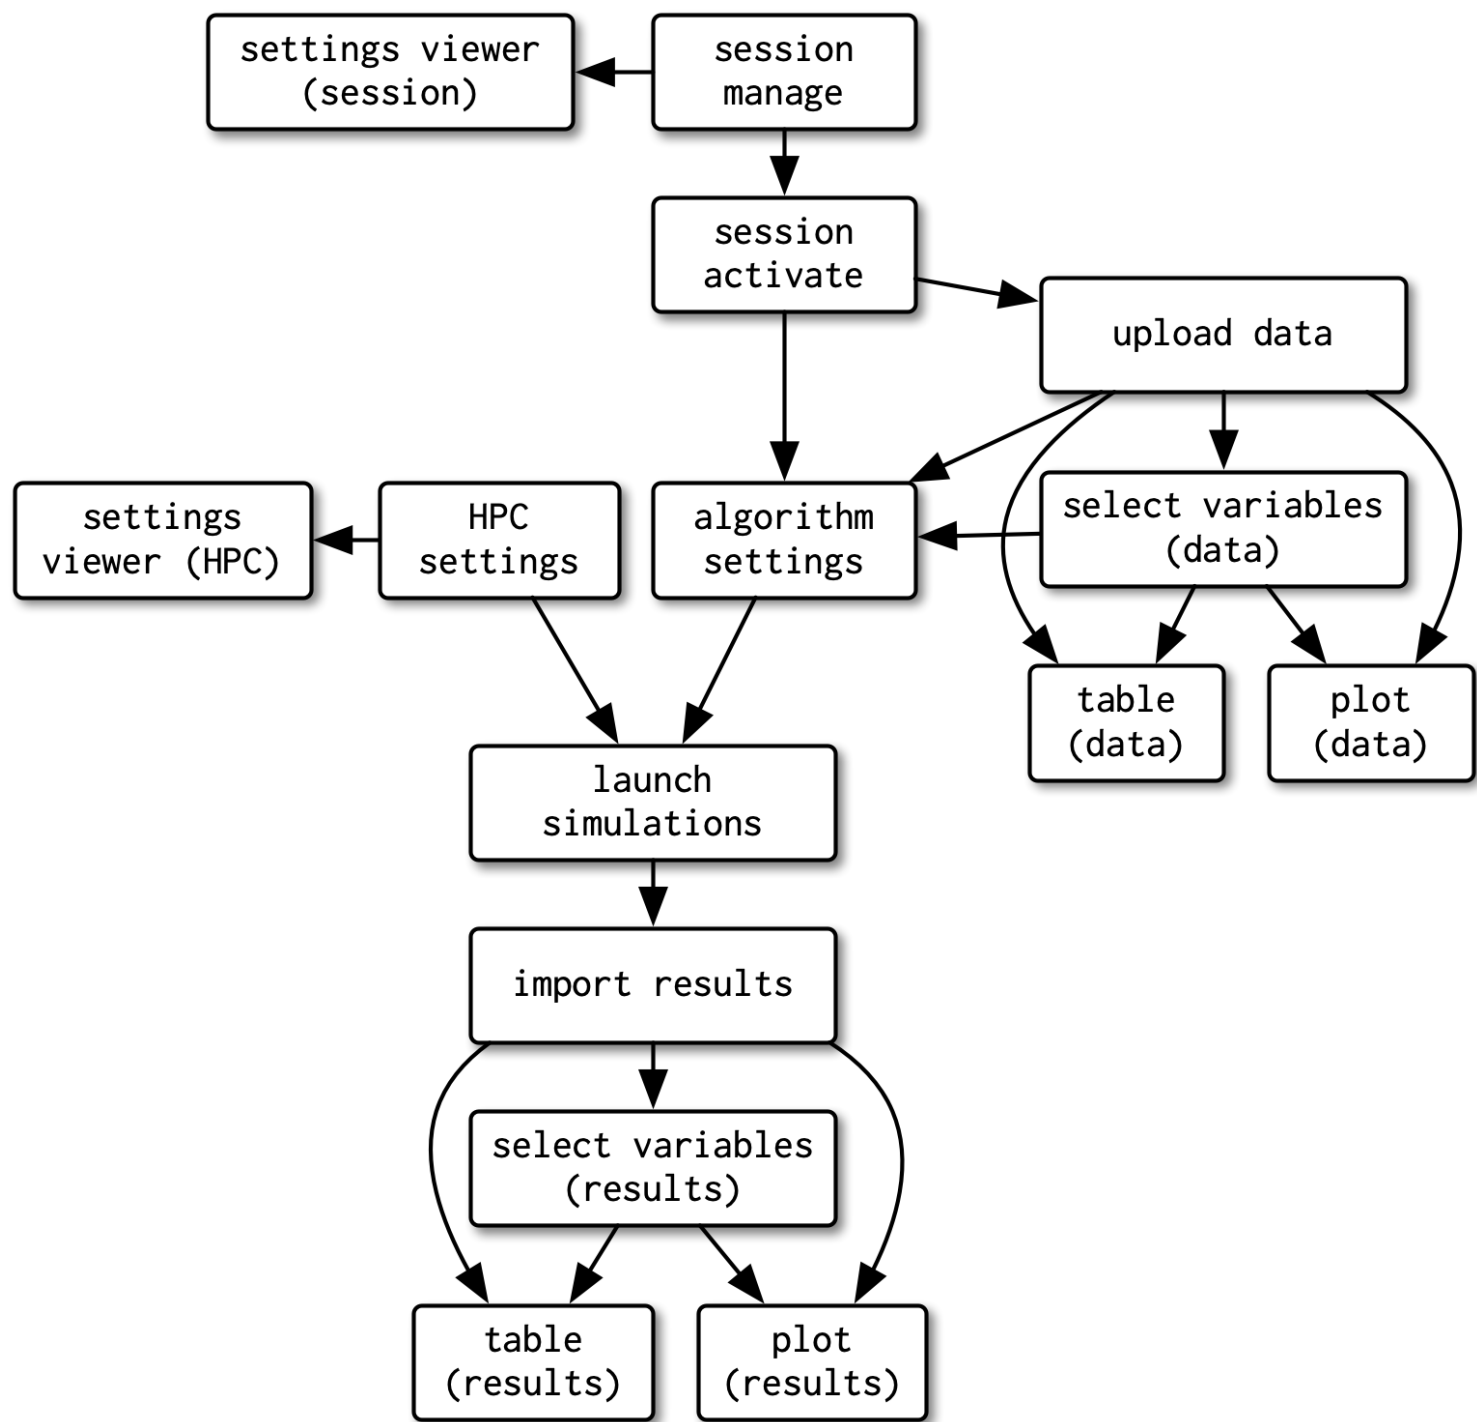 settings viewer
(session)
session
manage
session
activate
upload data
settings
viewer (HPC)
HPC
settings
algorithm
settings
select variables
(data)
table
(data)
plot
(data)
launch
simulations
import results
select variables
(results)
table
(results)
plot
(results)